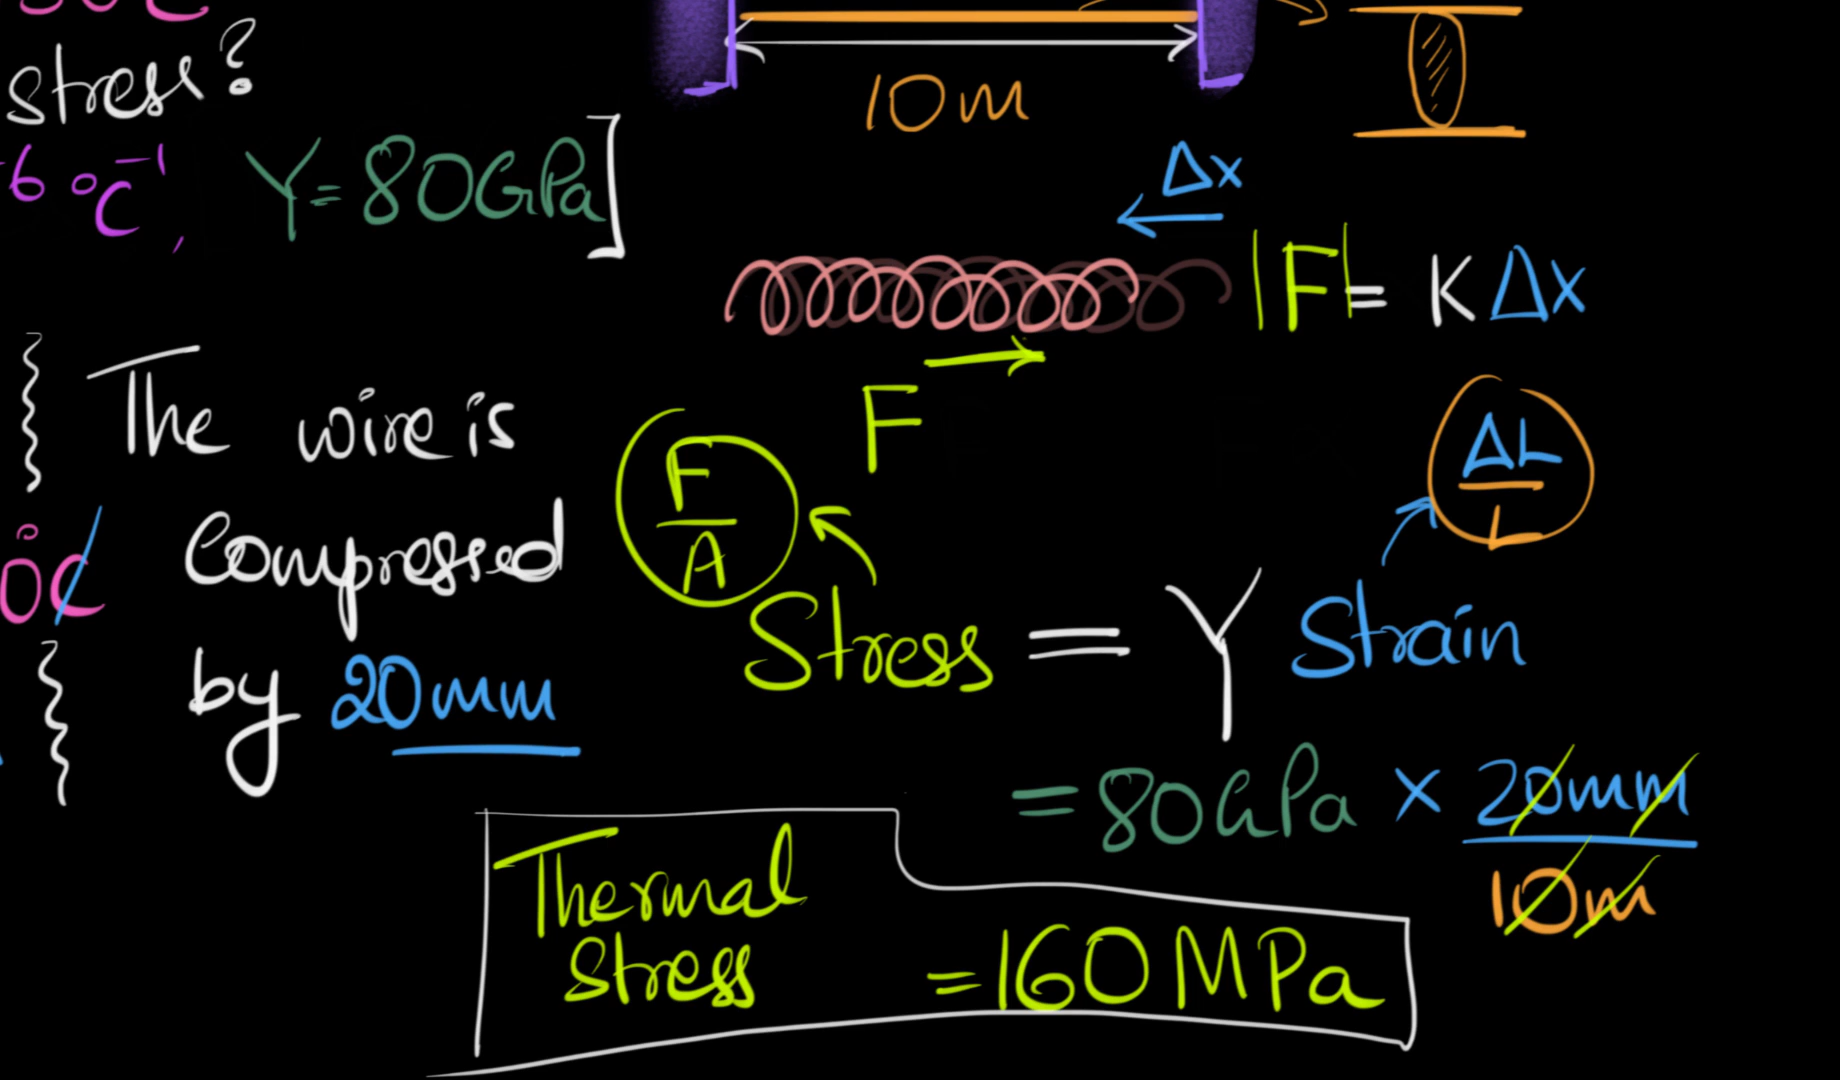 stress?
10m
-6 °C⁻¹, Y=80GPa]
Δx
|F| = KΔx
F
The wire is
compressed
by 20mm
0°C
F/A
ΔL/L
Stress = Y Strain
= 80GPa × 20mm/10m
Thermal
Stress = 160 MPa